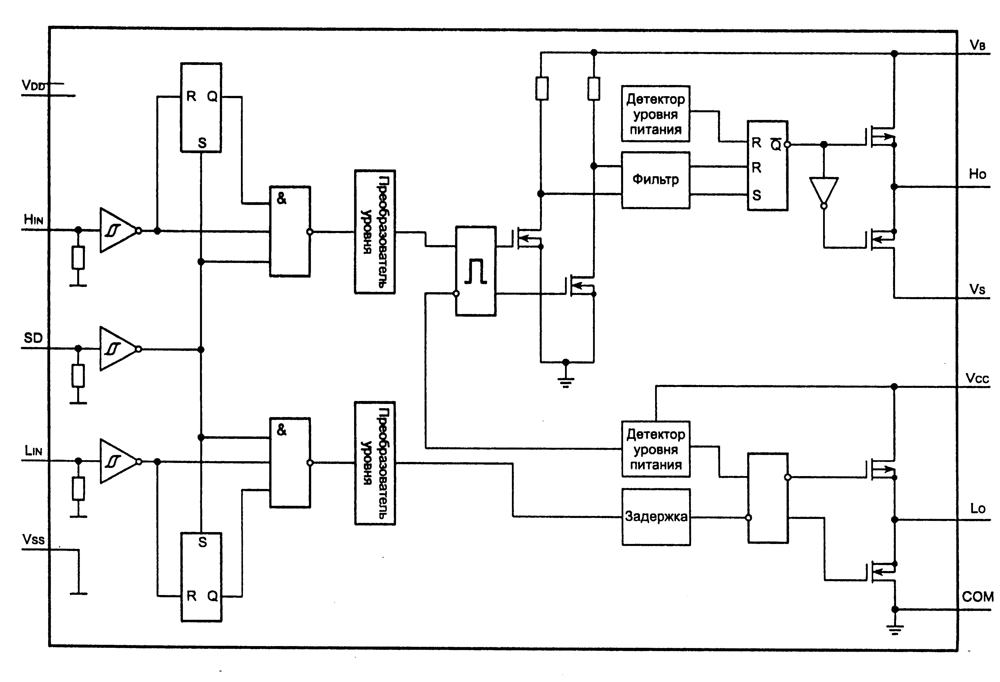 VB
VDD
R Q
S
Детектор
уровня
питания
R Q̅
R
S
Фильтр
HO
HIN
&
Преобразователь
уровня
VS
SD
VCC
LIN
&
Преобразователь
уровня
Детектор
уровня
питания
Задержка
LO
VSS
S
R Q
COM